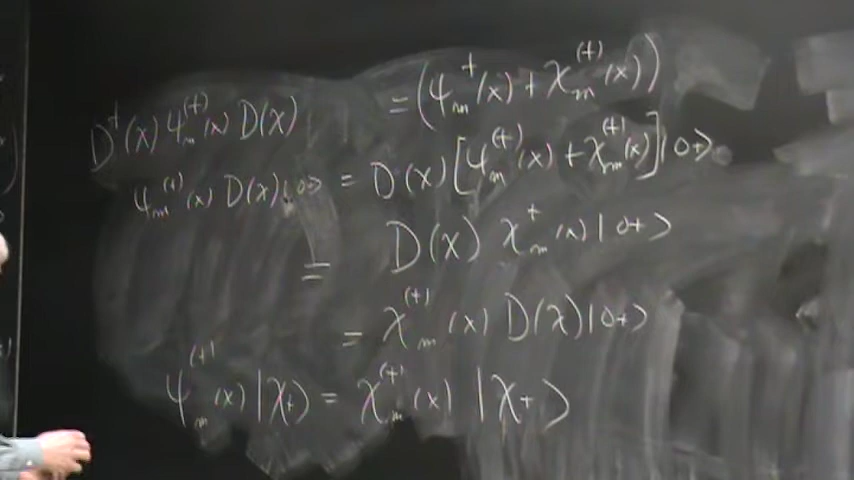 D†(χ) ψₘ⁽⁺⁾(x) D(χ) = (ψₘ⁺(x) + χₘ⁽⁺⁾(x))
ψₘ⁽⁺⁾(x) D(χ)|0+⟩ = D(χ)[ψₘ⁽⁺⁾(x) + χₘ⁽⁺⁾(x)]|0+⟩
= D(χ) χₘ⁺(x)|0+⟩
= χₘ⁽⁺⁾(x) D(χ)|0+⟩
ψₘ⁽⁺⁾(x)|χ+⟩ = χₘ⁽⁺⁾(x) |χ+⟩